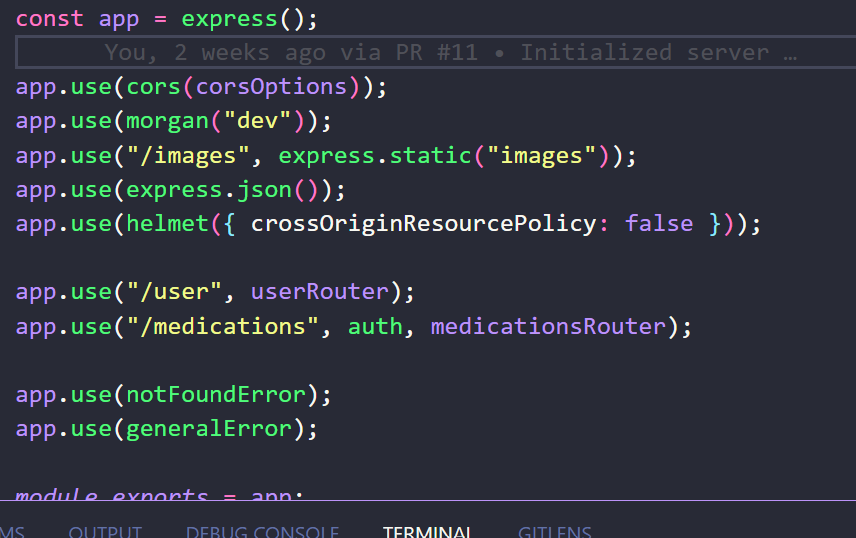 const app = express();
You, 2 weeks ago via PR #11 • Initialized server …
app.use(cors(corsOptions));
app.use(morgan("dev"));
app.use("/images", express.static("images"));
app.use(express.json());
app.use(helmet({ crossOriginResourcePolicy: false }));
app.use("/user", userRouter);
app.use("/medications", auth, medicationsRouter);
app.use(notFoundError);
app.use(generalError);
module.exports = app;
MS OUTPUT DEBUG CONSOLE TERMINAL GITLENS